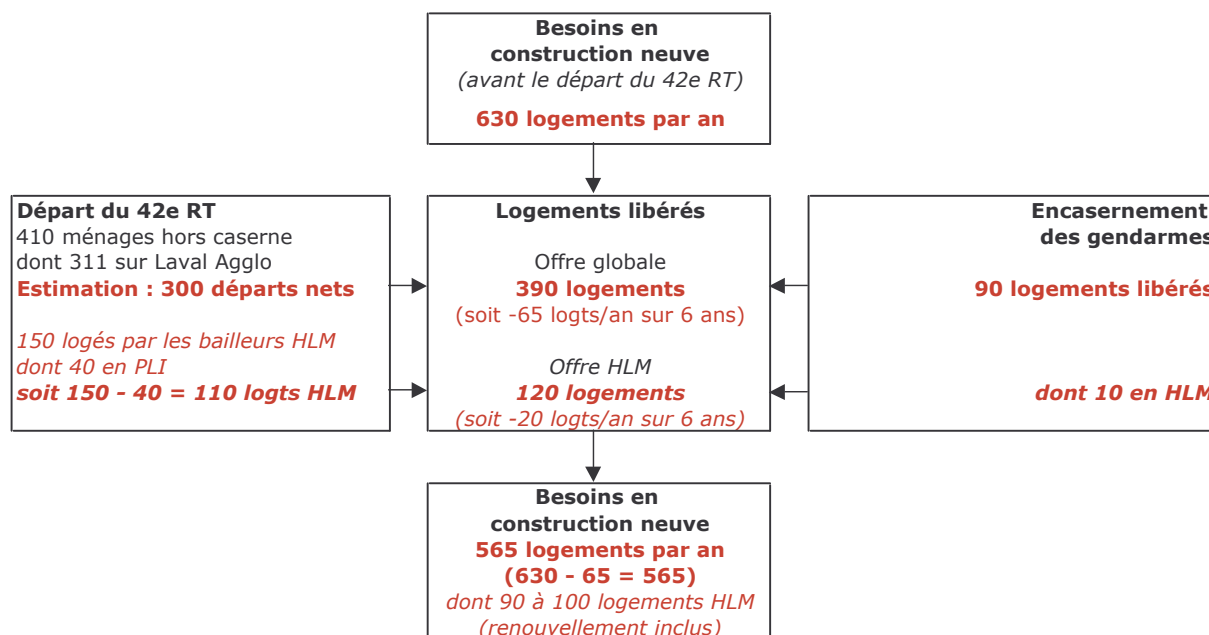 Besoins en
construction neuve
(avant le départ du 42e RT)
630 logements par an
Départ du 42e RT
410 ménages hors caserne
dont 311 sur Laval Agglo
Estimation : 300 départs nets
150 logés par les bailleurs HLM
dont 40 en PLI
soit 150 - 40 = 110 logts HLM
Logements libérés
Offre globale
390 logements
(soit -65 logts/an sur 6 ans)
Offre HLM
120 logements
(soit -20 logts/an sur 6 ans)
Encasernement
des gendarmes
90 logements libérés
dont 10 en HLM
Besoins en
construction neuve
565 logements par an
(630 - 65 = 565)
dont 90 à 100 logements HLM
(renouvellement inclus)